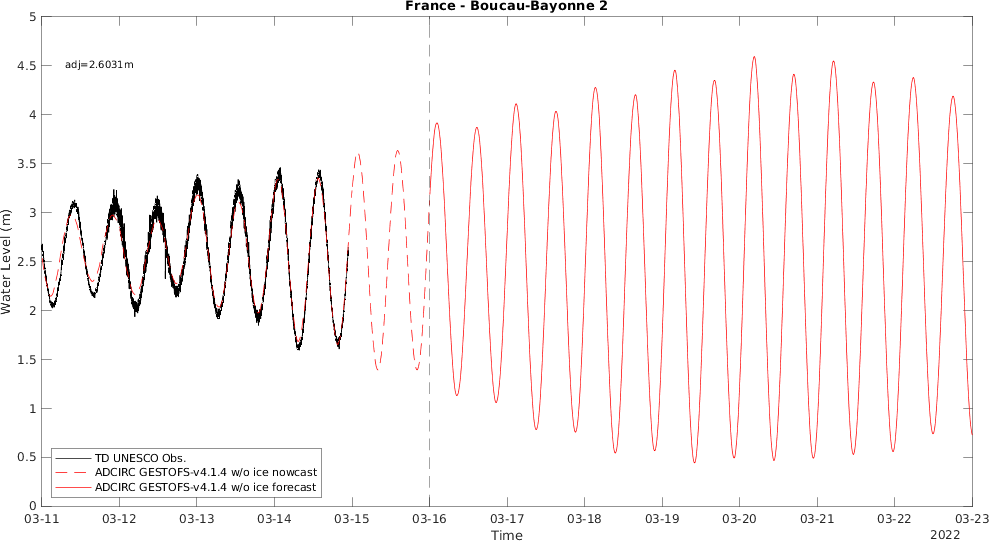 France - Boucau-Bayonne 2
5
4.5
4
3.5
3
2.5
2
1.5
1
0.5
0
Water Level (m)
adj=2.6031m
TD UNESCO Obs.
ADCIRC GESTOFS-v4.1.4 w/o ice nowcast
ADCIRC GESTOFS-v4.1.4 w/o ice forecast
03-11 03-12 03-13 03-14 03-15 03-16 03-17 03-18 03-19 03-20 03-21 03-22 03-23
Time
2022